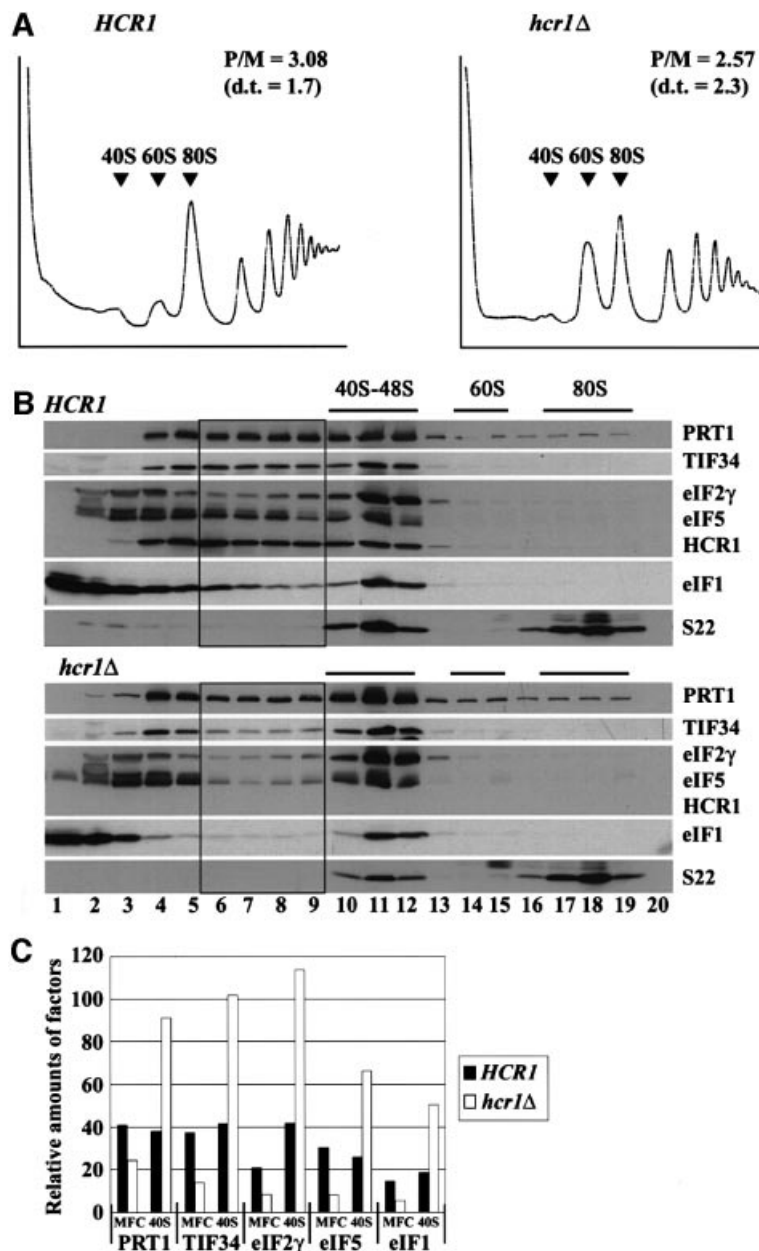 A
HCR1
hcr1Δ
P/M = 3.08
(d.t. = 1.7)
P/M = 2.57
(d.t. = 2.3)
40S 60S 80S
40S 60S 80S
B
HCR1
40S-48S
60S
80S
PRT1
TIF34
eIF2γ
eIF5
HCR1
eIF1
S22
hcr1Δ
PRT1
TIF34
eIF2γ
eIF5
HCR1
eIF1
S22
1 2 3 4 5 6 7 8 9 10 11 12 13 14 15 16 17 18 19 20
C
Relative amounts of factors
120
100
80
60
40
20
0
HCR1
hcr1Δ
MFC 40S MFC 40S MFC 40S MFC 40S MFC 40S
PRT1 TIF34 eIF2γ eIF5 eIF1